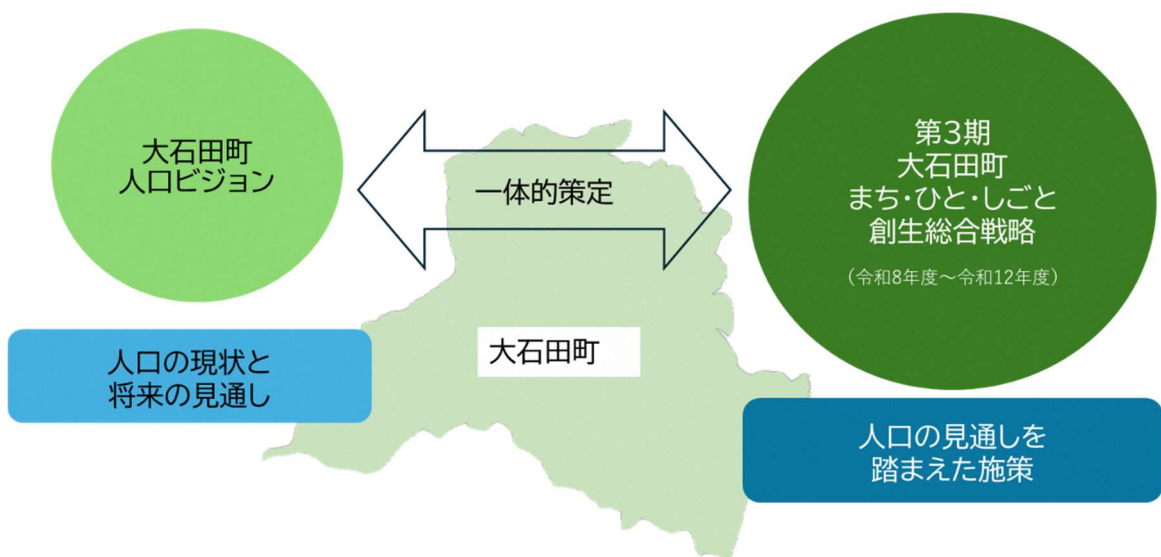 大石田町
人口ビジョン
一体的策定
第3期
大石田町
まち・ひと・しごと
創生総合戦略
(令和8年度～令和12年度)
人口の現状と
将来の見通し
大石田町
人口の見通しを
踏まえた施策